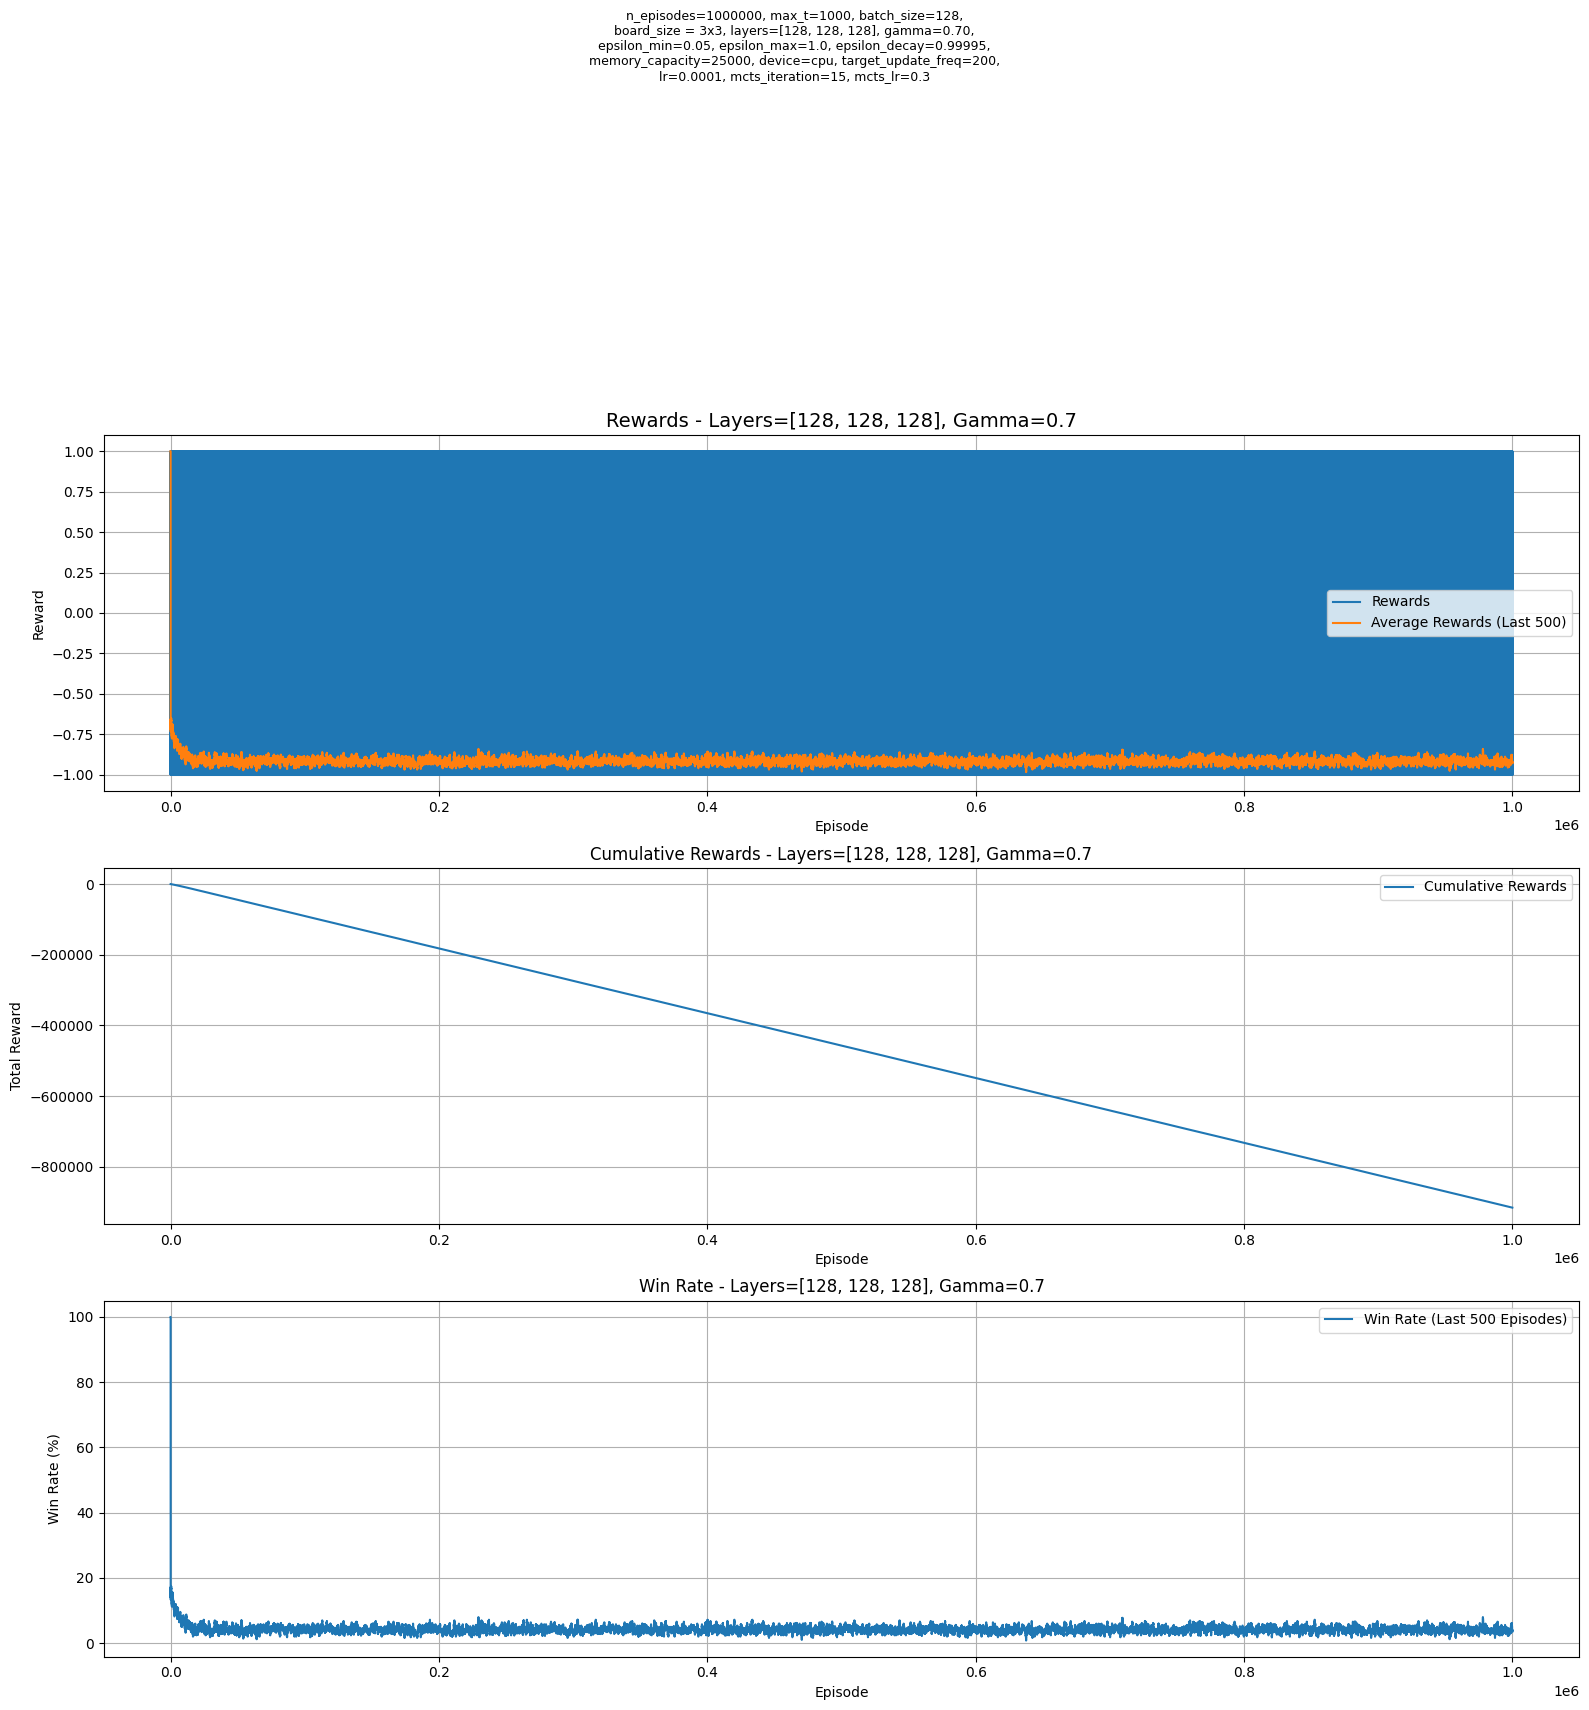 n_episodes=1000000, max_t=1000, batch_size=128,
board_size = 3x3, layers=[128, 128, 128], gamma=0.70,
epsilon_min=0.05, epsilon_max=1.0, epsilon_decay=0.99995,
memory_capacity=25000, device=cpu, target_update_freq=200,
lr=0.0001, mcts_iteration=15, mcts_lr=0.3
Rewards - Layers=[128, 128, 128], Gamma=0.7
1.00
0.75
0.50
0.25
0.00
−0.25
−0.50
−0.75
−1.00
Reward
Rewards
Average Rewards (Last 500)
0.0 0.2 0.4 0.6 0.8 1.0
Episode
1e6
Cumulative Rewards - Layers=[128, 128, 128], Gamma=0.7
0
−200000
−400000
−600000
−800000
Total Reward
Cumulative Rewards
0.0 0.2 0.4 0.6 0.8 1.0
Episode
1e6
Win Rate - Layers=[128, 128, 128], Gamma=0.7
100
80
60
40
20
0
Win Rate (%)
Win Rate (Last 500 Episodes)
0.0 0.2 0.4 0.6 0.8 1.0
Episode
1e6